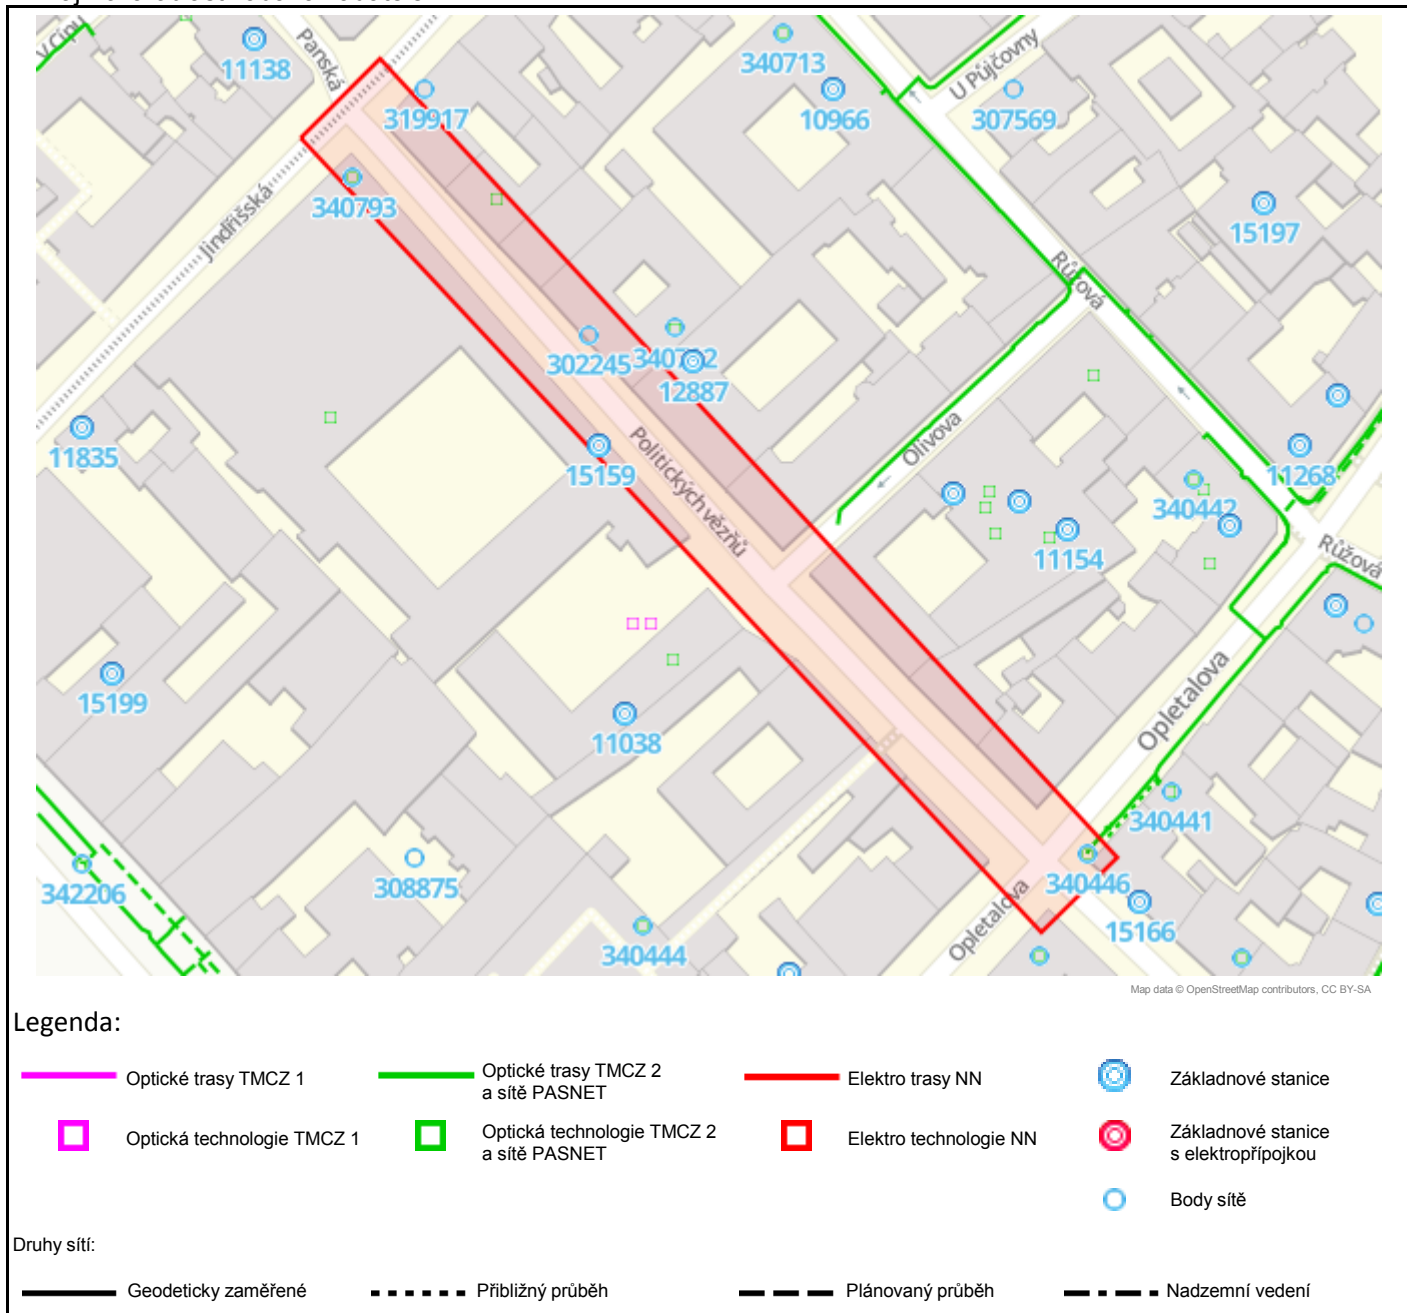 V Cípu
11138
Panská
319917
340713
10966
U Půjčovny
307569
340793
Jindřišská
15197
Růžová
302245
12887
11835
15159
Politických vězňů
Olivova
11268
340442
11154
Růžová
15199
11038
Opletalova
340441
342206
308875
340446
Opletalova
15166
340444
Map data © OpenStreetMap contributors, CC BY-SA
Legenda:
Optické trasy TMCZ 1
Optické trasy TMCZ 2
a sítě PASNET
Elektro trasy NN
Základnové stanice
Optická technologie TMCZ 1
Optická technologie TMCZ 2
a sítě PASNET
Elektro technologie NN
Základnové stanice
s elektropřípojkou
Body sítě
Druhy sítí:
Geodeticky zaměřené
Přibližný průběh
Plánovaný průběh
Nadzemní vedení